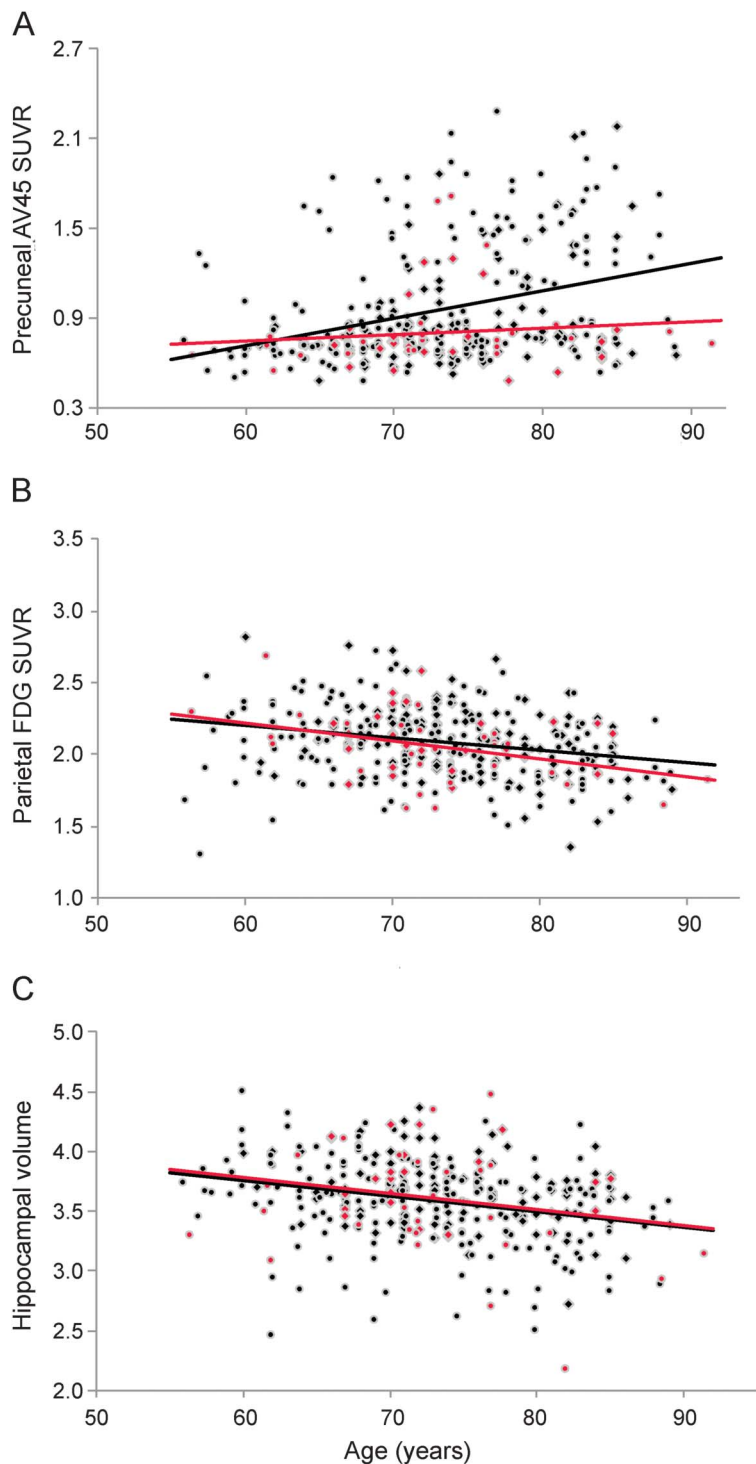 A
Precuneal AV45 SUVR
2.7
2.1
1.5
0.9
0.3
50 60 70 80 90
B
Parietal FDG SUVR
3.5
3.0
2.5
2.0
1.5
1.0
50 60 70 80 90
C
Hippocampal volume
5.0
4.5
4.0
3.5
3.0
2.5
2.0
50 60 70 80 90
Age (years)